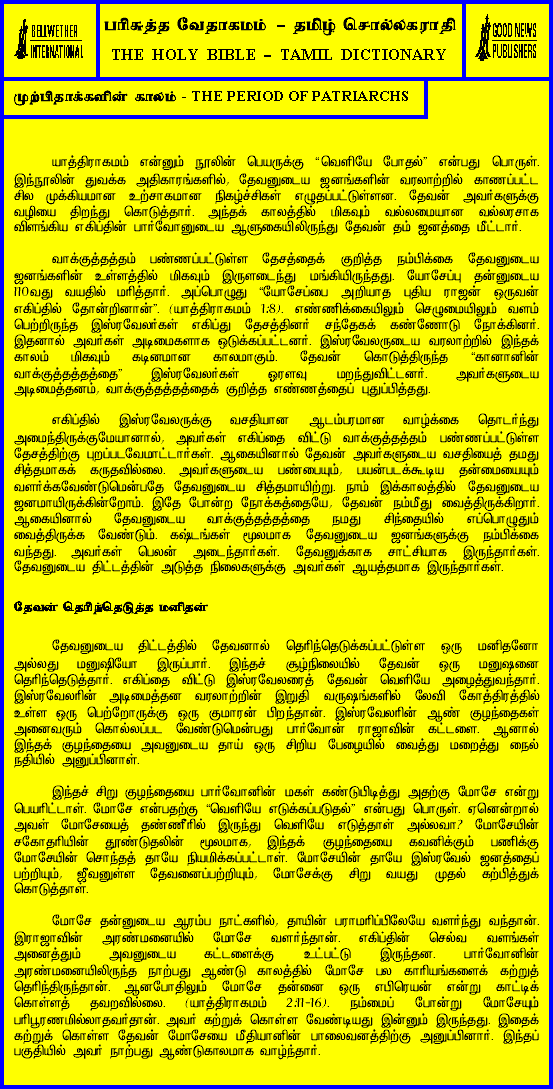 BELLWETHER
INTERNATIONAL
பரிசுத்த வேதாகமம் – தமிழ் சொல்லகராதி
THE HOLY BIBLE – TAMIL DICTIONARY
GOOD NEWS
PUBLISHERS
முற்பிதாக்களின் காலம் - THE PERIOD OF PATRIARCHS
யாத்திராகமம் என்னும் நூலின் பெயருக்கு “வெளியே போதல்” என்பது பொருள்.
இந்நூலின் துவக்க அதிகாரங்களில், தேவனுடைய ஜனங்களின் வரலாற்றில் காணப்பட்ட
சில முக்கியமான உற்சாகமான நிகழ்ச்சிகள் எழுதப்பட்டுள்ளன. தேவன் அவர்களுக்கு
வழியை திறந்து கொடுத்தார். அந்தக் காலத்தில் மிகவும் வல்லமையான வல்லரசாக
விளங்கிய எகிப்தின் பார்வோனுடைய ஆளுகையிலிருந்து தேவன் தம் ஜனத்தை மீட்டார்.
வாக்குத்தத்தம் பண்ணப்பட்டுள்ள தேசத்தைக் குறித்த நம்பிக்கை தேவனுடைய
ஜனங்களின் உள்ளத்தில் மிகவும் இருளடைந்து மங்கியிருந்தது. யோசேப்பு தன்னுடைய
110வது வயதில் மரித்தார். அப்பொழுது “யோசேப்பை அறியாத புதிய ராஜன் ஒருவன்
எகிப்தில் தோன்றினான்”. (யாத்திராகமம் 1:8). எண்ணிக்கையிலும் செழுமையிலும் வளம்
பெற்றிருந்த இஸ்ரவேலர்கள் எகிப்து தேசத்தினர் சந்தேகக் கண்ணோடு நோக்கினர்.
இதனால் அவர்கள் அடிமைகளாக ஒடுக்கப்பட்டனர். இஸ்ரவேலருடைய வரலாற்றில் இந்தக்
காலம் மிகவும் கடினமான காலமாகும். தேவன் கொடுத்திருந்த “கானானின்
வாக்குத்தத்தத்தை” இஸ்ரவேலர்கள் ஓரளவு மறந்துவிட்டனர். அவர்களுடைய
அடிமைத்தனம், வாக்குத்தத்தத்தைக் குறித்த எண்ணத்தைப் புதுப்பித்தது.
எகிப்தில் இஸ்ரவேலருக்கு வசதியான ஆடம்பரமான வாழ்க்கை தொடர்ந்து
அமைந்திருக்குமேயானால், அவர்கள் எகிப்தை விட்டு வாக்குத்தத்தம் பண்ணப்பட்டுள்ள
தேசத்திற்கு புறப்படவேமாட்டார்கள். ஆகையினால் தேவன் அவர்களுடைய வசதியைத் தமது
சித்தமாகக் கருதவில்லை. அவர்களுடைய பண்பையும், பயன்படக்கூடிய தன்மையையும்
வளர்க்கவேண்டுமென்பதே தேவனுடைய சித்தமாயிற்று. நாம் இக்காலத்தில் தேவனுடைய
ஜனமாயிருக்கின்றோம். இதே போன்ற நோக்கத்தையே, தேவன் நம்மீது வைத்திருக்கிறார்.
ஆகையினால் தேவனுடைய வாக்குத்தத்தத்தை நமது சிந்தையில் எப்பொழுதும்
வைத்திருக்க வேண்டும். கஷ்டங்கள் மூலமாக தேவனுடைய ஜனங்களுக்கு நம்பிக்கை
வந்தது. அவர்கள் பெலன் அடைந்தார்கள். தேவனுக்காக சாட்சியாக இருந்தார்கள்.
தேவனுடைய திட்டத்தின் அடுத்த நிலைகளுக்கு அவர்கள் ஆயத்தமாக இருந்தார்கள்.
தேவன் தெரிந்தெடுத்த மனிதன்
தேவனுடைய திட்டத்தில் தேவனால் தெரிந்தெடுக்கப்பட்டுள்ள ஒரு மனிதனோ
அல்லது மனுஷியோ இருப்பார். இந்தச் சூழ்நிலையில் தேவன் ஒரு மனுஷனை
தெரிந்தெடுத்தார். எகிப்தை விட்டு இஸ்ரவேலரைத் தேவன் வெளியே அழைத்துவந்தார்.
இஸ்ரவேலரின் அடிமைத்தன வரலாற்றின் இறுதி வருஷங்களில் லேவி கோத்திரத்தில்
உள்ள ஒரு பெற்றோருக்கு ஒரு குமாரன் பிறந்தான். இஸ்ரவேலரின் ஆண் குழந்தைகள்
அனைவரும் கொல்லப்பட வேண்டுமென்பது பார்வோன் ராஜாவின் கட்டளை. ஆனால்
இந்தக் குழந்தையை அவனுடைய தாய் ஒரு சிறிய பேழையில் வைத்து மறைத்து நைல்
நதியில் அனுப்பினாள்.
இந்தச் சிறு குழந்தையை பார்வோனின் மகள் கண்டுபிடித்து அதற்கு மோசே என்று
பெயரிட்டாள். மோசே என்பதற்கு “வெளியே எடுக்கப்படுதல்” என்பது பொருள். ஏனென்றால்
அவள் மோசேயைத் தண்ணீரில் இருந்து வெளியே எடுத்தாள் அல்லவா? மோசேயின்
சகோதரியின் தூண்டுதலின் மூலமாக, இந்தக் குழந்தையை கவனிக்கும் பணிக்கு
மோசேயின் சொந்தத் தாயே நியமிக்கப்பட்டாள். மோசேயின் தாயே இஸ்ரவேல் ஜனத்தைப்
பற்றியும், ஜீவனுள்ள தேவனைப்பற்றியும், மோசேக்கு சிறு வயது முதல் கற்பித்துக்
கொடுத்தாள்.
மோசே தன்னுடைய ஆரம்ப நாட்களில், தாயின் பராமரிப்பிலேயே வளர்ந்து வந்தான்.
இராஜாவின் அரண்மனையில் மோசே வளர்ந்தான். எகிப்தின் செல்வ வளங்கள்
அனைத்தும் அவனுடைய கட்டளைக்கு உட்பட்டு இருந்தன. பார்வோனின்
அரண்மனையிலிருந்த நாற்பது ஆண்டு காலத்தில் மோசே பல காரியங்களைக் கற்றுத்
தெரிந்திருந்தான். ஆனபோதிலும் மோசே தன்னை ஒரு எபிரெயன் என்று காட்டிக்
கொள்ளத் தவறவில்லை. (யாத்திராகமம் 2:11-16). நம்மைப் போன்று மோசேயும்
பரிபூரணமில்லாதவர்தான். அவர் கற்றுக் கொள்ள வேண்டியது இன்னும் இருந்தது. இதைக்
கற்றுக் கொள்ள தேவன் மோசேயை மீதியானின் பாலைவனத்திற்கு அனுப்பினார். இந்தப்
பகுதியில் அவர் நாற்பது ஆண்டுகாலமாக வாழ்ந்தார்.